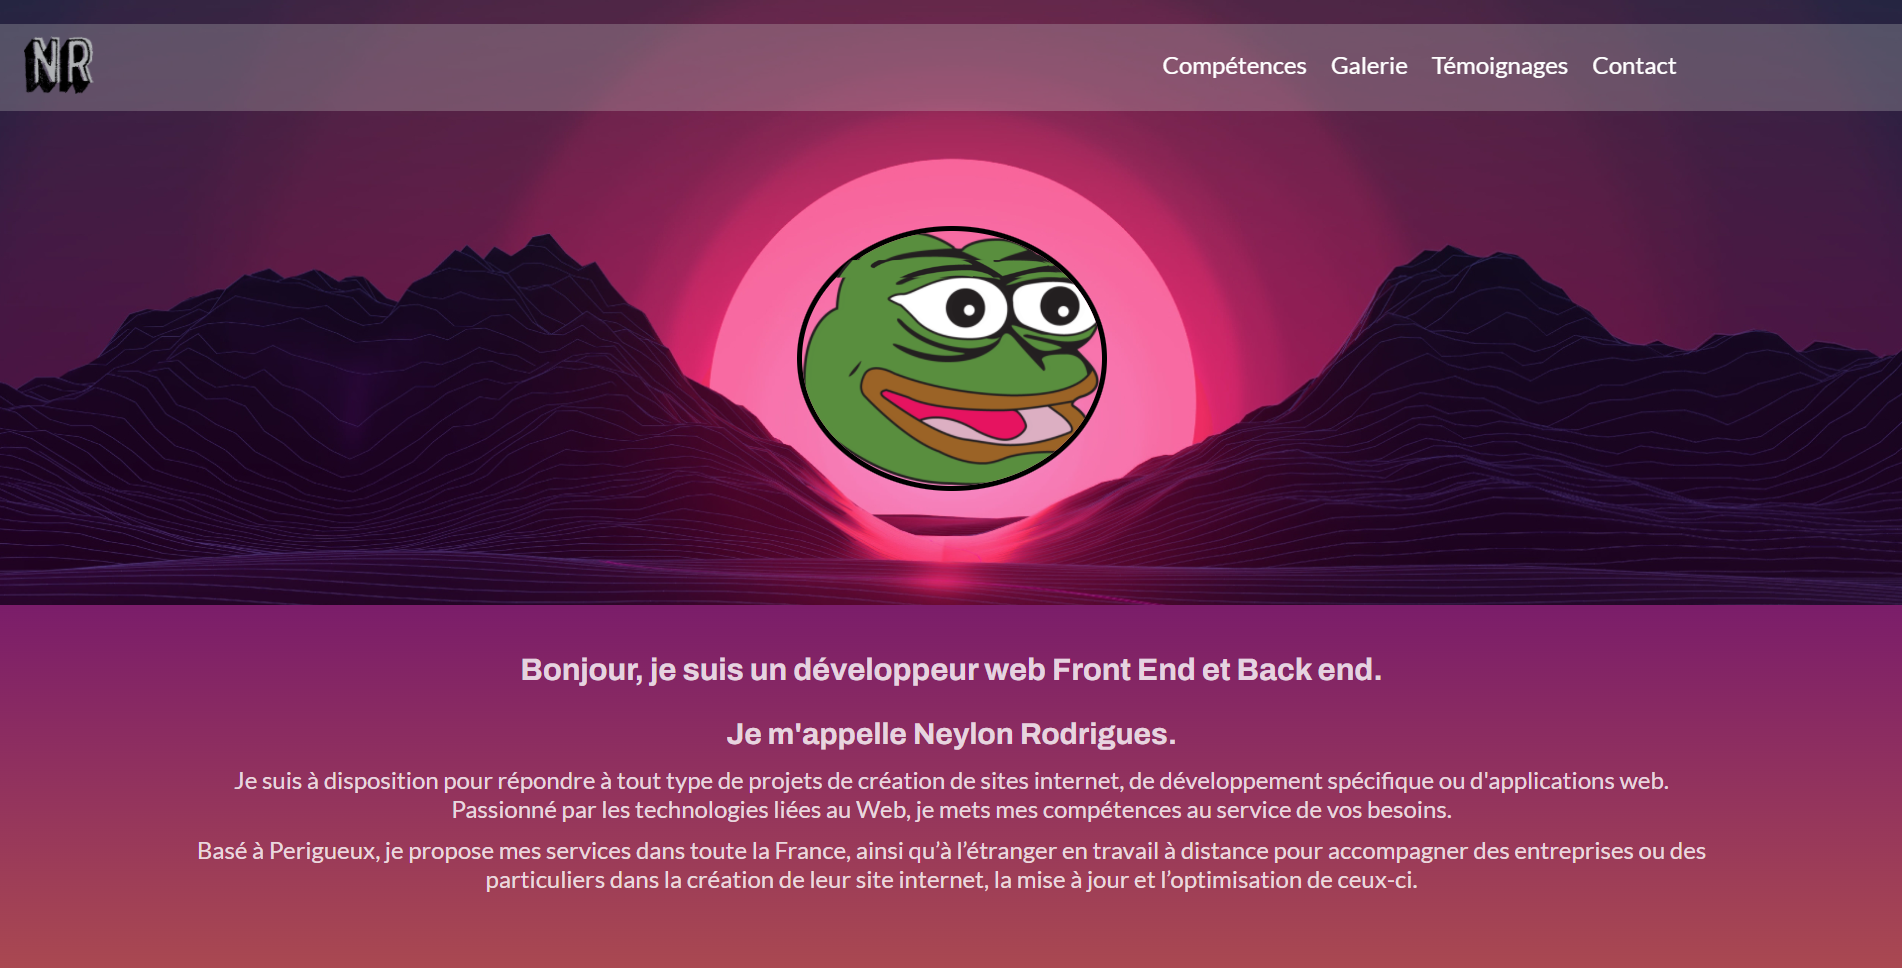 NR
Compétences Galerie Témoignages Contact
Bonjour, je suis un développeur web Front End et Back end.
Je m'appelle Neylon Rodrigues.
Je suis à disposition pour répondre à tout type de projets de création de sites internet, de développement spécifique ou d'applications web.
Passionné par les technologies liées au Web, je mets mes compétences au service de vos besoins.
Basé à Perigueux, je propose mes services dans toute la France, ainsi qu’à l’étranger en travail à distance pour accompagner des entreprises ou des
particuliers dans la création de leur site internet, la mise à jour et l’optimisation de ceux-ci.